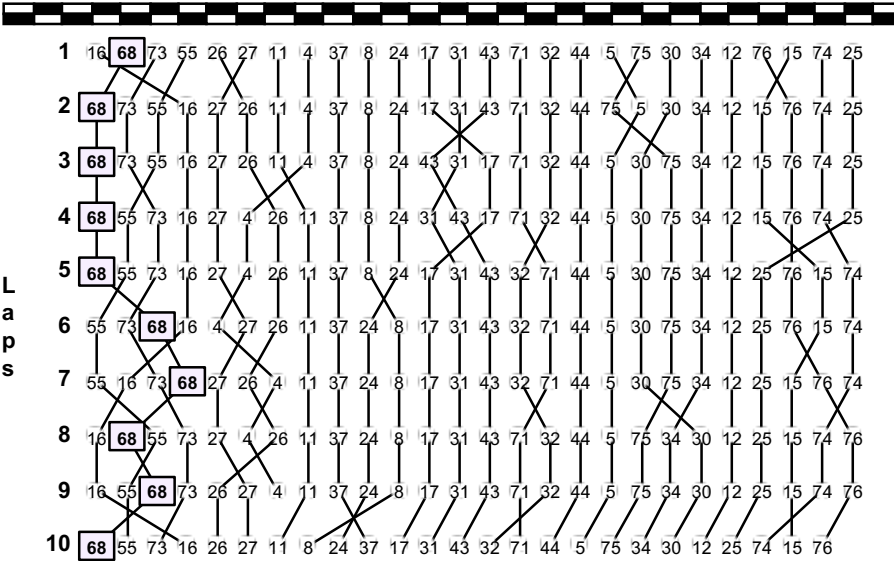 1 16 68 73 55 26 27 11 4 37 8 24 17 31 43 71 32 44 5 75 30 34 12 76 15 74 25
2 68 73 55 16 27 26 11 4 37 8 24 17 31 43 71 32 44 75 5 30 34 12 15 76 74 25
3 68 73 55 16 27 26 11 4 37 8 24 43 31 17 71 32 44 5 30 75 34 12 15 76 74 25
4 68 55 73 16 27 4 26 11 37 8 24 31 43 17 71 32 44 5 30 75 34 12 15 76 74 25
5 68 55 73 16 27 4 26 11 37 8 24 17 31 43 32 71 44 5 30 75 34 12 25 76 15 74
Laps
6 55 73 68 16 4 27 26 11 37 24 8 17 31 43 32 71 44 5 30 75 34 12 25 76 15 74
7 55 16 73 68 27 26 4 11 37 24 8 17 31 43 32 71 44 5 30 75 34 12 25 15 76 74
8 16 68 55 73 27 4 26 11 37 24 8 17 31 43 71 32 44 5 75 34 30 12 25 15 74 76
9 16 55 68 73 26 27 4 11 37 24 8 17 31 43 71 32 44 5 75 34 30 12 25 15 74 76
10 68 55 73 16 26 27 11 8 24 37 17 31 43 32 71 44 5 75 34 30 12 25 74 15 76